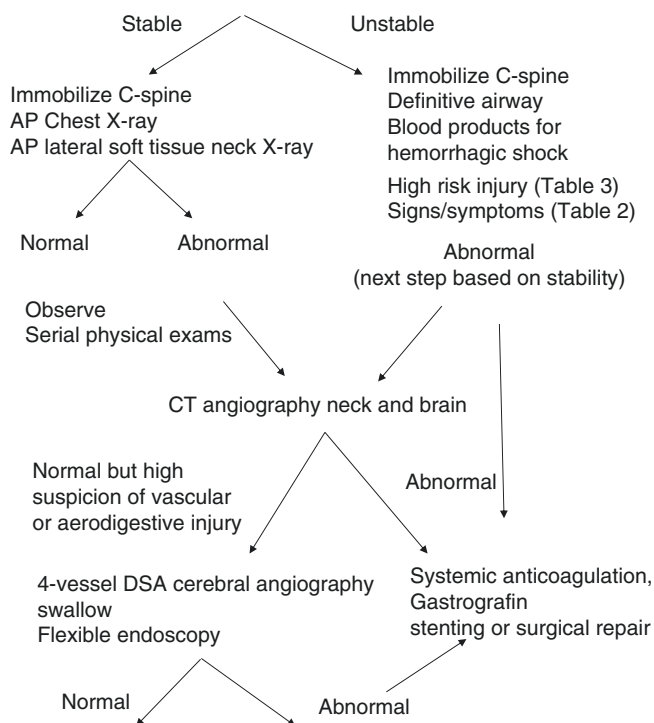 Stable
Unstable
Immobilize C-spine
AP Chest X-ray
AP lateral soft tissue neck X-ray
Immobilize C-spine
Definitive airway
Blood products for
hemorrhagic shock
High risk injury (Table 3)
Signs/symptoms (Table 2)
Normal
Abnormal
Abnormal
(next step based on stability)
Observe
Serial physical exams
CT angiography neck and brain
Normal but high
suspicion of vascular
or aerodigestive injury
Abnormal
4-vessel DSA cerebral angiography
swallow
Flexible endoscopy
Systemic anticoagulation,
Gastrografin
stenting or surgical repair
Normal
Abnormal